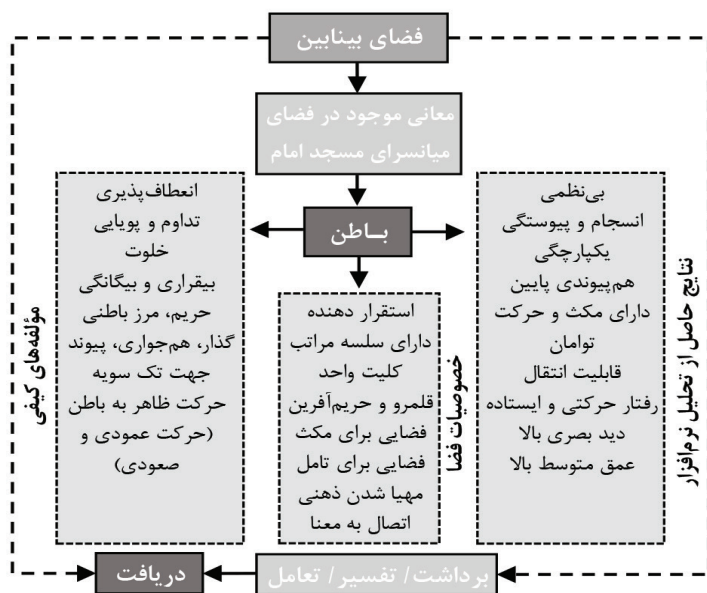 فضای بینابین
معانی موجود در فضای
میانسرای مسجد امام
بــاطن
نتایج حاصل از تحلیل نرم‌افزار
بی‌نظمی
انسجام و پیوستگی
یکپارچگی
هم‌پیوندی پایین
دارای مکث و حرکت
توامان
قابلیت انتقال
رفتار حرکتی و ایستاده
دید بصری بالا
عمق متوسط بالا
خصوصیات فضا
استقرار دهنده
دارای سلسه مراتب
کلیت واحد
قلمرو و حریم‌آفرین
فضایی برای مکث
فضایی برای تامل
مهیا شدن ذهنی
اتصال به معنا
مؤلفه‌های کیفی
انعطاف‌پذیری
تداوم و پویایی
خلوت
بیقراری و بیگانگی
حریم، مرز باطنی
گذار، هم‌جواری، پیوند
جهت تک سویه
حرکت ظاهر به باطن
(حرکت عمودی و
صعودی)
برداشت/ تفسیر/ تعامل
دریافت